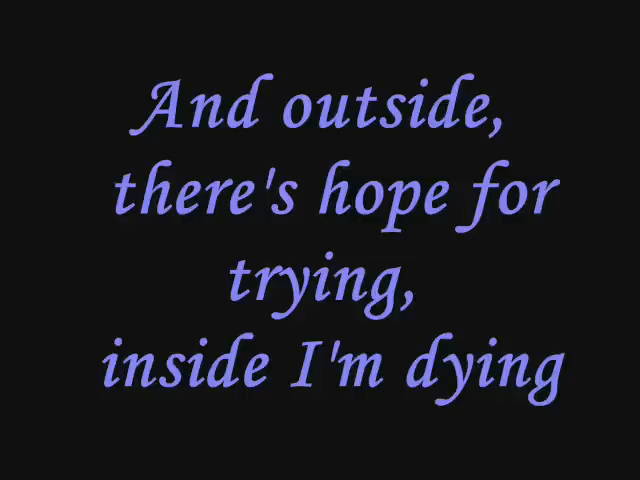 And outside,
there's hope for
trying,
inside I'm dying